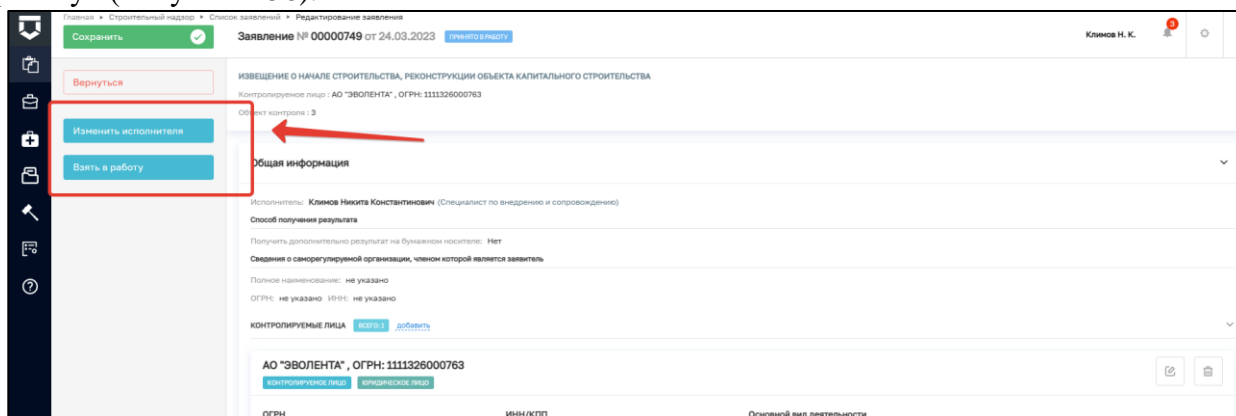 Главная ▸ Строительный надзор ▸ Список заявлений ▸ Редактирование заявления
Сохранить
Заявление № 00000749 от 24.03.2023 ПРИНЯТО В РАБОТУ
Климов Н. К.
3
Вернуться
ИЗВЕЩЕНИЕ О НАЧАЛЕ СТРОИТЕЛЬСТВА, РЕКОНСТРУКЦИИ ОБЪЕКТА КАПИТАЛЬНОГО СТРОИТЕЛЬСТВА
Контролируемое лицо : АО "ЭВОЛЕНТА" , ОГРН: 1111326000763
Объект контроля : 3
Изменить исполнителя
Взять в работу
Общая информация
Исполнитель: Климов Никита Константинович (Специалист по внедрению и сопровождению)
Способ получения результата
Получить дополнительно результат на бумажном носителе: Нет
Сведения о саморегулируемой организации, членом которой является заявитель
Полное наименование: не указано
ОГРН: не указано ИНН: не указано
КОНТРОЛИРУЕМЫЕ ЛИЦА ВСЕГО: 1 добавить
АО "ЭВОЛЕНТА" , ОГРН: 1111326000763
КОНТРОЛИРУЕМОЕ ЛИЦО ЮРИДИЧЕСКОЕ ЛИЦО
ОГРН ИНН/КПП Основной вид деятельности